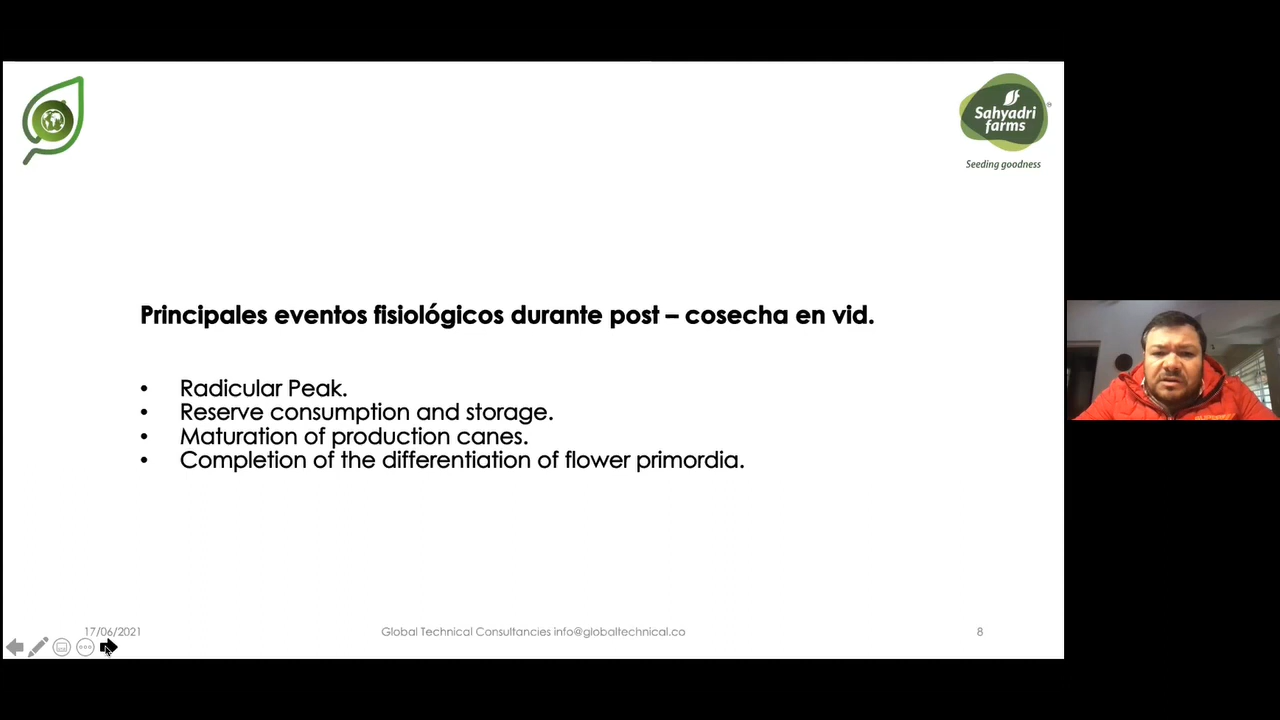 Sahyadri
farms
Seeding goodness
Principales eventos fisiológicos durante post – cosecha en vid.
• Radicular Peak.
• Reserve consumption and storage.
• Maturation of production canes.
• Completion of the differentiation of flower primordia.
17/06/2021
Global Technical Consultancies info@globaltechnical.co
8